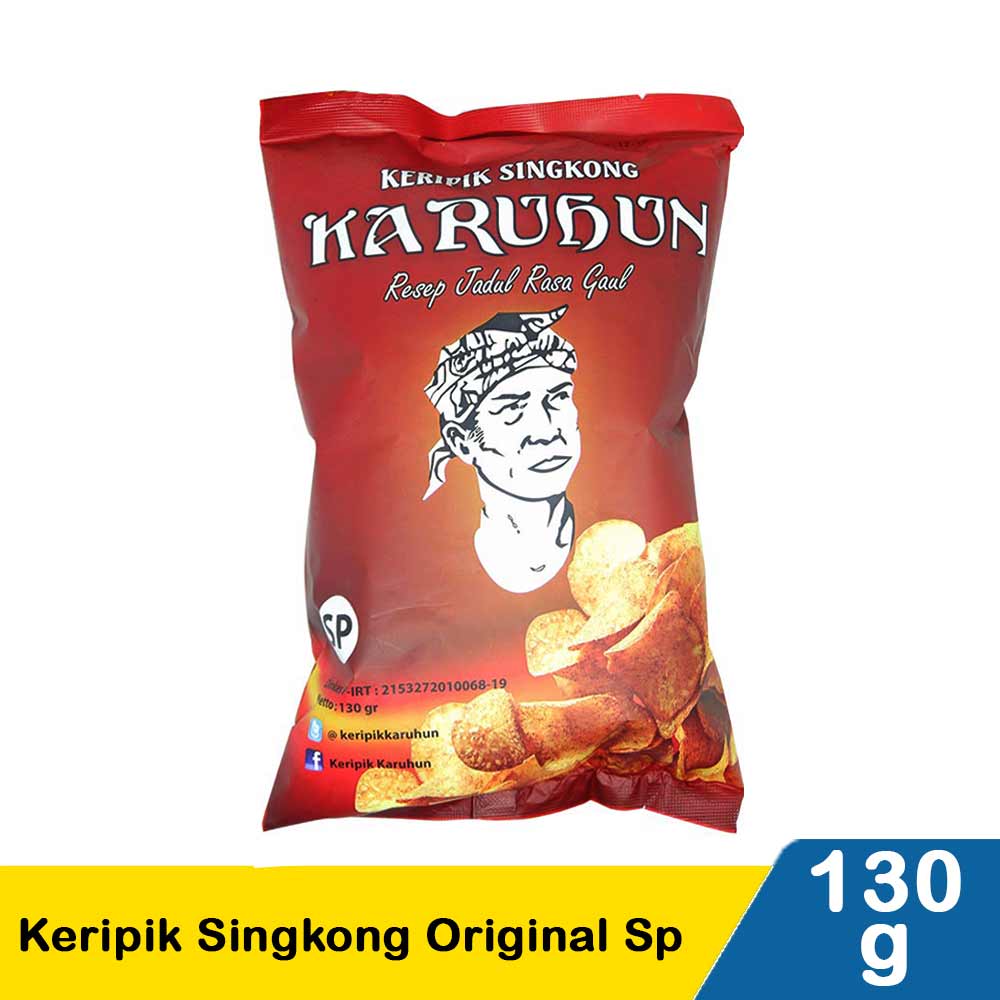 KERIPIK SINGKONG
KARUHUN
Resep Jadul Rasa Gaul
SP
-IRT : 2153272010068-19
Netto : 130 gr
@ keripikkaruhun
f
Keripik Karuhun
Keripik Singkong Original Sp
130
g